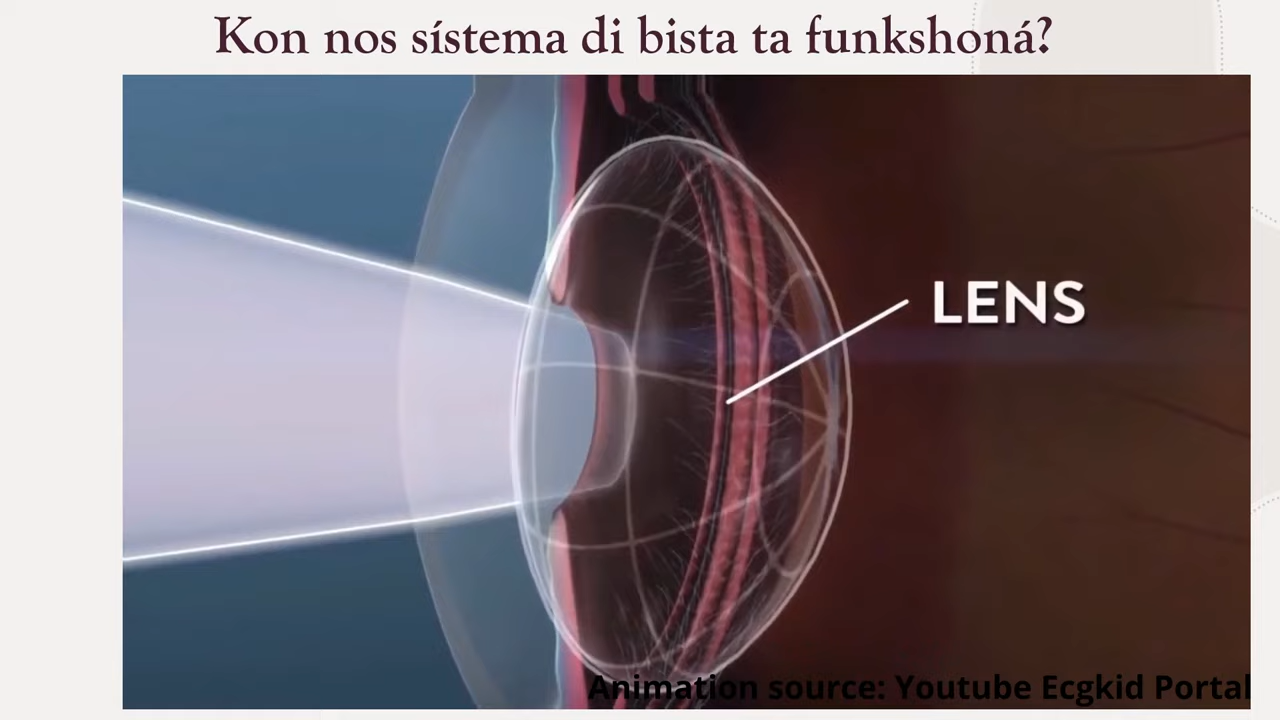 Kon nos sístema di bista ta funkshoná?
LENS
Animation source: Youtube Ecgkid Portal